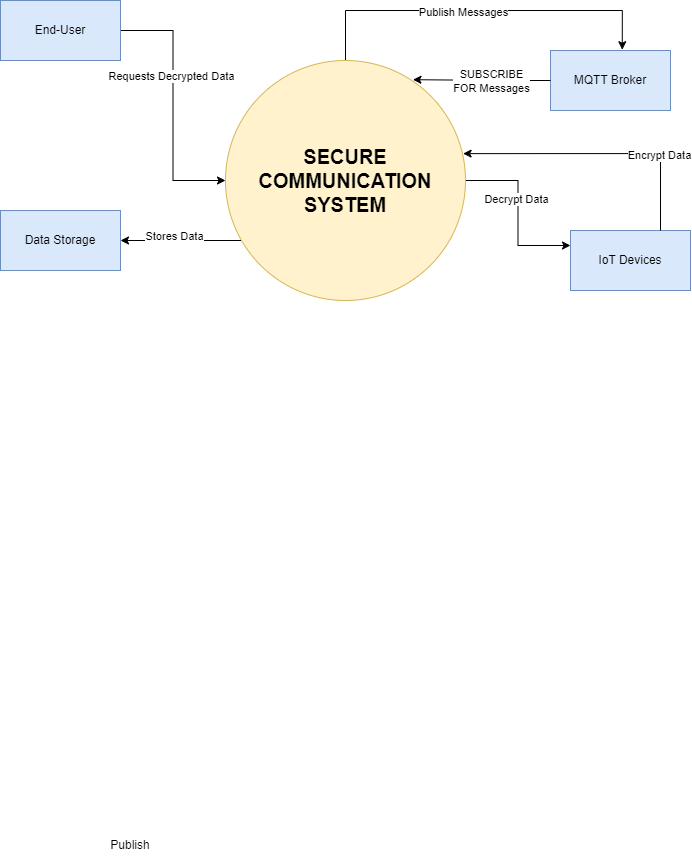 Publish Messages
End-User
Requests Decrypted Data
SUBSCRIBE
FOR Messages
MQTT Broker
SECURE
COMMUNICATION
SYSTEM
Encrypt Data
Decrypt Data
Data Storage
Stores Data
IoT Devices
Publish